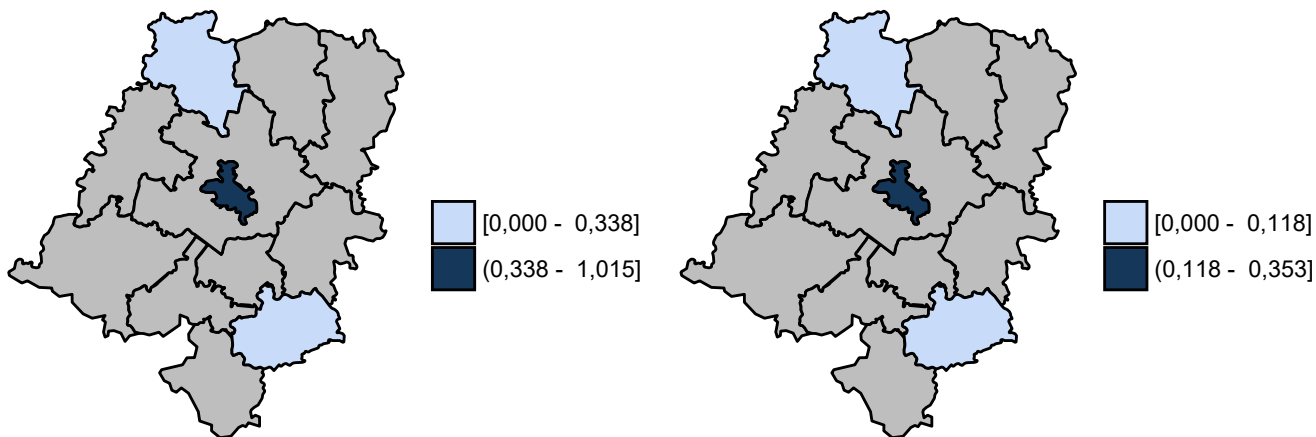 [0,000 -  0,338]
(0,338 -  1,015]
[0,000 -  0,118]
(0,118 -  0,353]